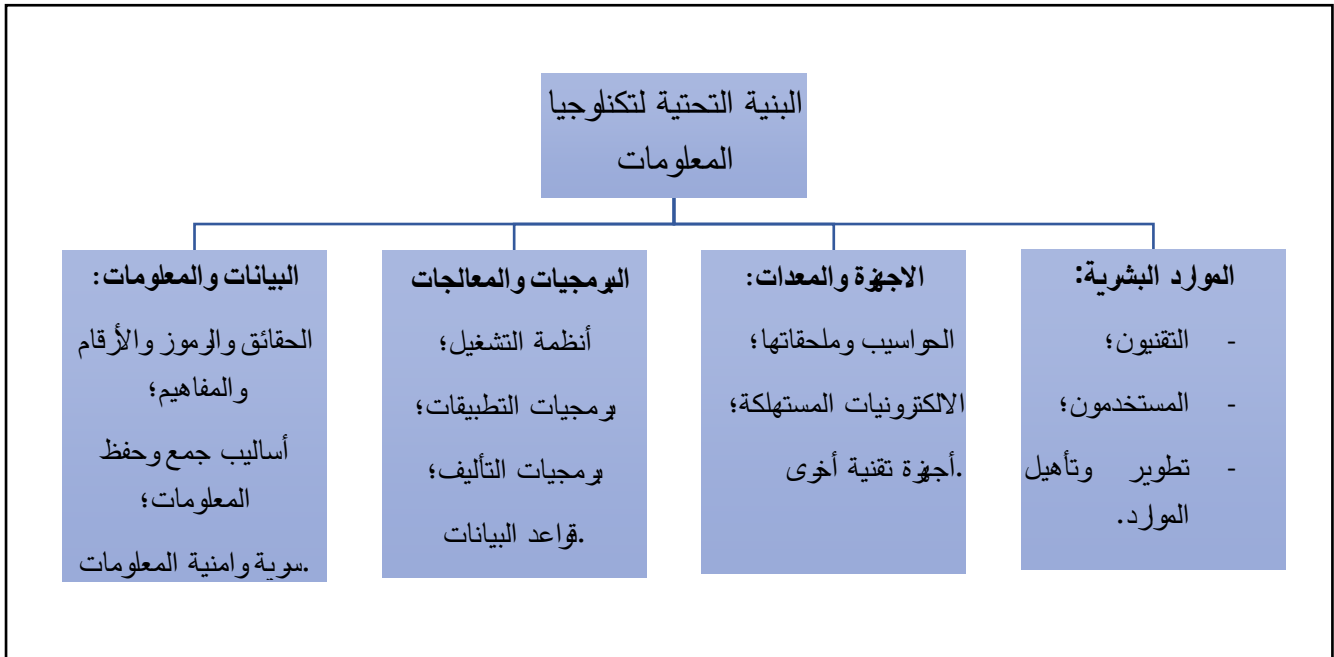 البنية التحتية لتكنلوجيا
المعلومات
الموارد البشرية:
- التقنيون؛
- المستخدمون؛
- تطوير وتأهيل
الموارد.
الاجهزة والمعدات:
الحواسيب وملحقاتها؛
الالكترونيات المستهلكة؛
.أجهزة تقنية أخرى
البرمجيات والمعالجات
أنظمة التشغيل؛
برمجيات التطبيقات؛
برمجيات التأليف؛
.قواعد البيانات
البيانات والمعلومات:
الحقائق والرموز والأرقام
والمفاهيم؛
أساليب جمع وحفظ
المعلومات؛
.سرية وامنية المعلومات